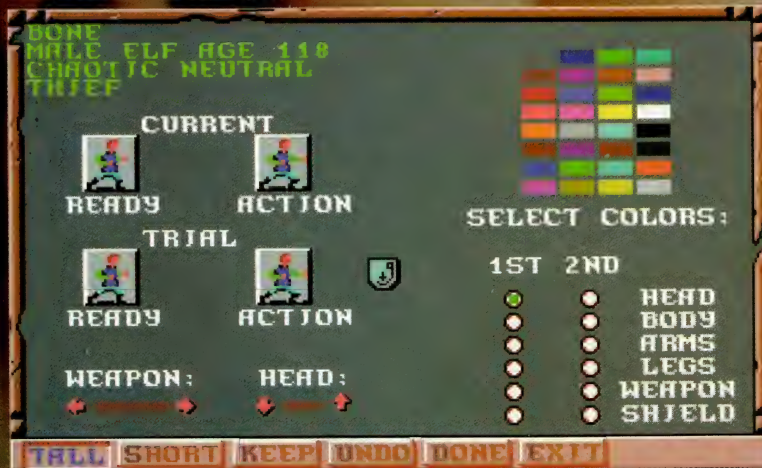 BONE
MALE ELF AGE 118
CHAOTIC NEUTRAL
THIEF
CURRENT
READY ACTION
TRIAL
READY ACTION
WEAPON: HEAD:
SELECT COLORS:
1ST 2ND
HEAD
BODY
ARMS
LEGS
WEAPON
SHIELD
TALL SHORT KEEP UNDO DONE EXIT